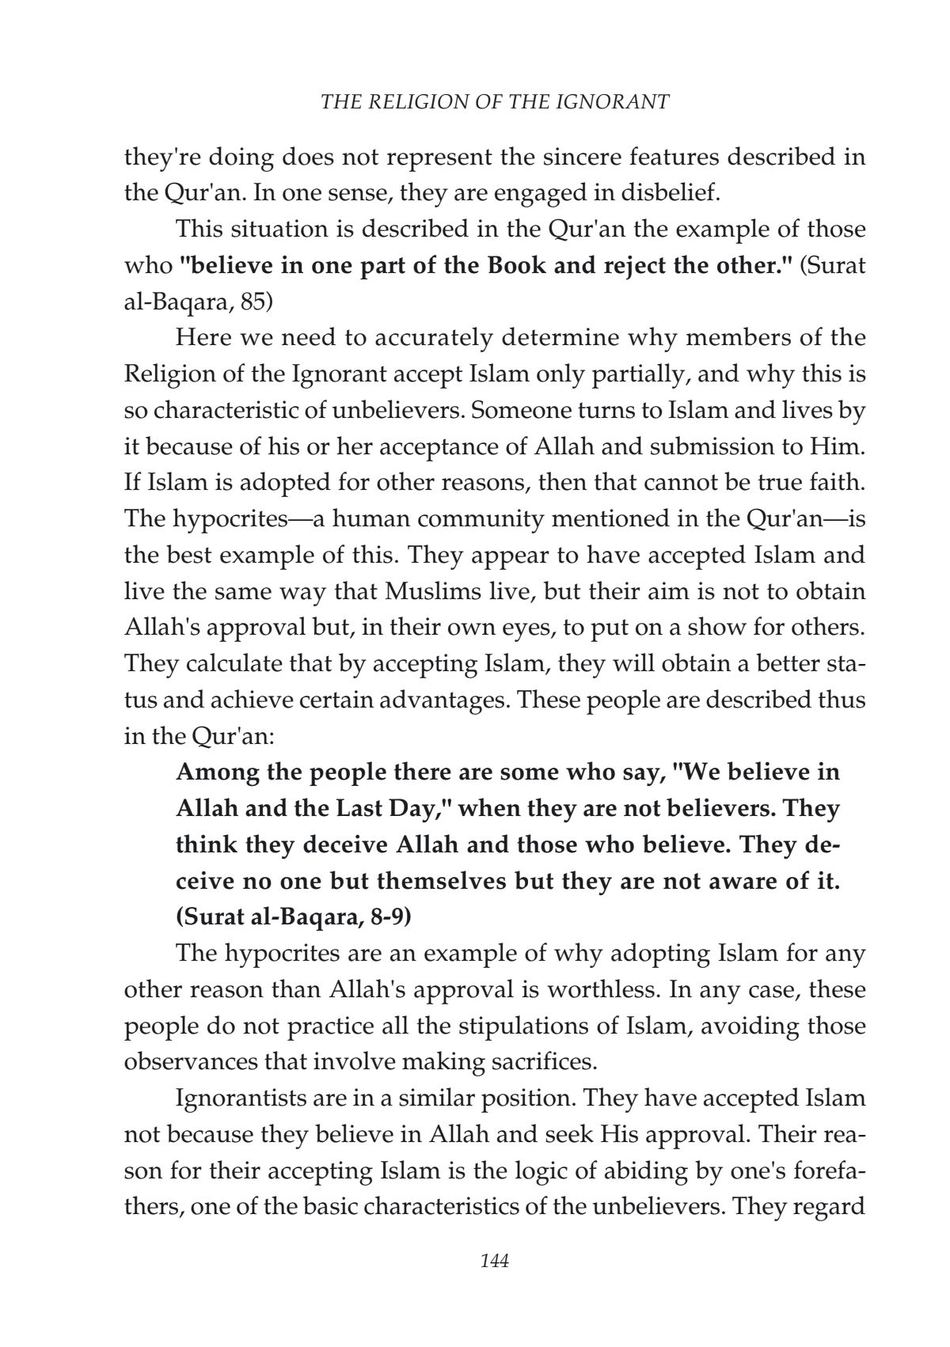 THE RELIGION OF THE IGNORANT
they're doing does not represent the sincere features described in
the Qur'an. In one sense, they are engaged in disbelief.
This situation is described in the Qur'an the example of those
who "believe in one part of the Book and reject the other." (Surat
al-Baqara, 85)
Here we need to accurately determine why members of the
Religion of the Ignorant accept Islam only partially, and why this is
so characteristic of unbelievers. Someone turns to Islam and lives by
it because of his or her acceptance of Allah and submission to Him.
If Islam is adopted for other reasons, then that cannot be true faith.
The hypocrites—a human community mentioned in the Qur'an—is
the best example of this. They appear to have accepted Islam and
live the same way that Muslims live, but their aim is not to obtain
Allah's approval but, in their own eyes, to put on a show for others.
They calculate that by accepting Islam, they will obtain a better sta-
tus and achieve certain advantages. These people are described thus
in the Qur'an:
Among the people there are some who say, "We believe in
Allah and the Last Day," when they are not believers. They
think they deceive Allah and those who believe. They de-
ceive no one but themselves but they are not aware of it.
(Surat al-Baqara, 8-9)
The hypocrites are an example of why adopting Islam for any
other reason than Allah's approval is worthless. In any case, these
people do not practice all the stipulations of Islam, avoiding those
observances that involve making sacrifices.
Ignorantists are in a similar position. They have accepted Islam
not because they believe in Allah and seek His approval. Their rea-
son for their accepting Islam is the logic of abiding by one's forefa-
thers, one of the basic characteristics of the unbelievers. They regard
144